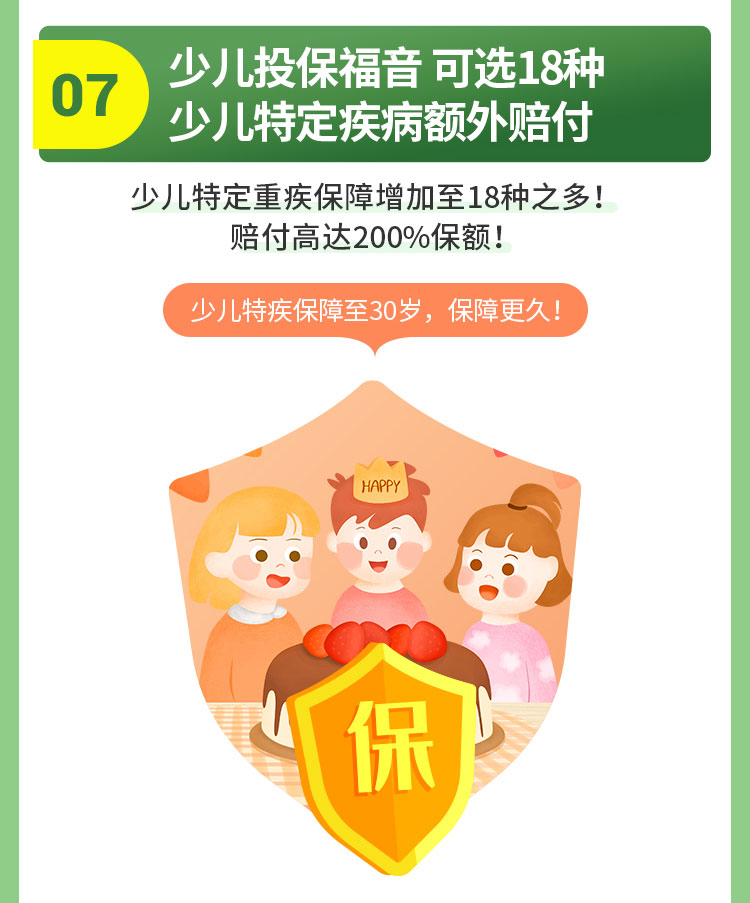 07
少儿投保福音 可选18种
少儿特定疾病额外赔付
少儿特定重疾保障增加至18种之多！
赔付高达200%保额！
少儿特疾保障至30岁，保障更久！
HAPPY
保